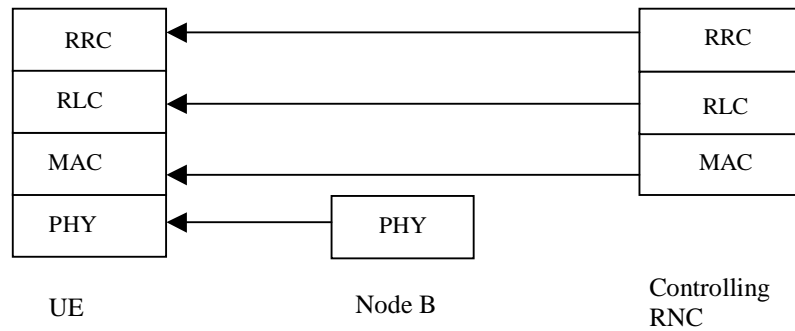 RRC
RRC
RLC
RLC
MAC
MAC
PHY
PHY
UE
Node B
Controlling
RNC